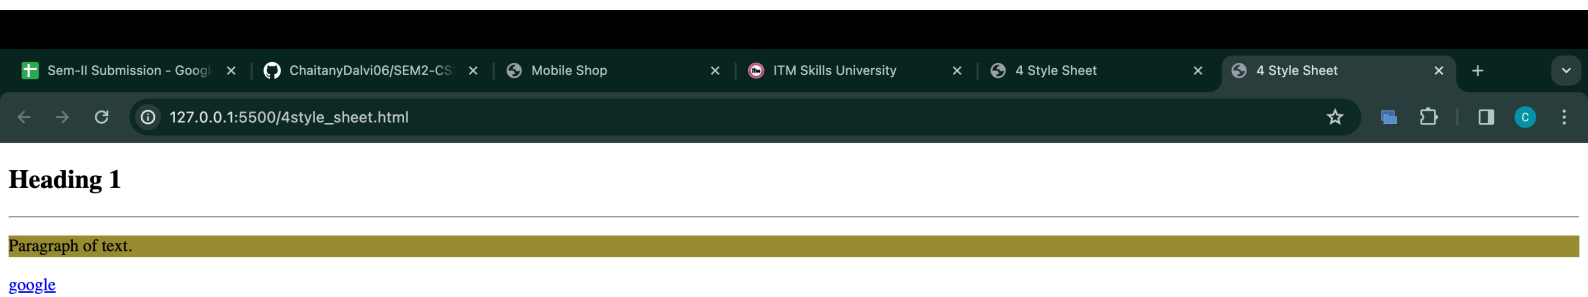 Sem-II Submission - Googl
ChaitanyDalvi06/SEM2-CS
Mobile Shop
ITM Skills University
4 Style Sheet
4 Style Sheet
127.0.0.1:5500/4style_sheet.html
C
Heading 1
Paragraph of text.
google